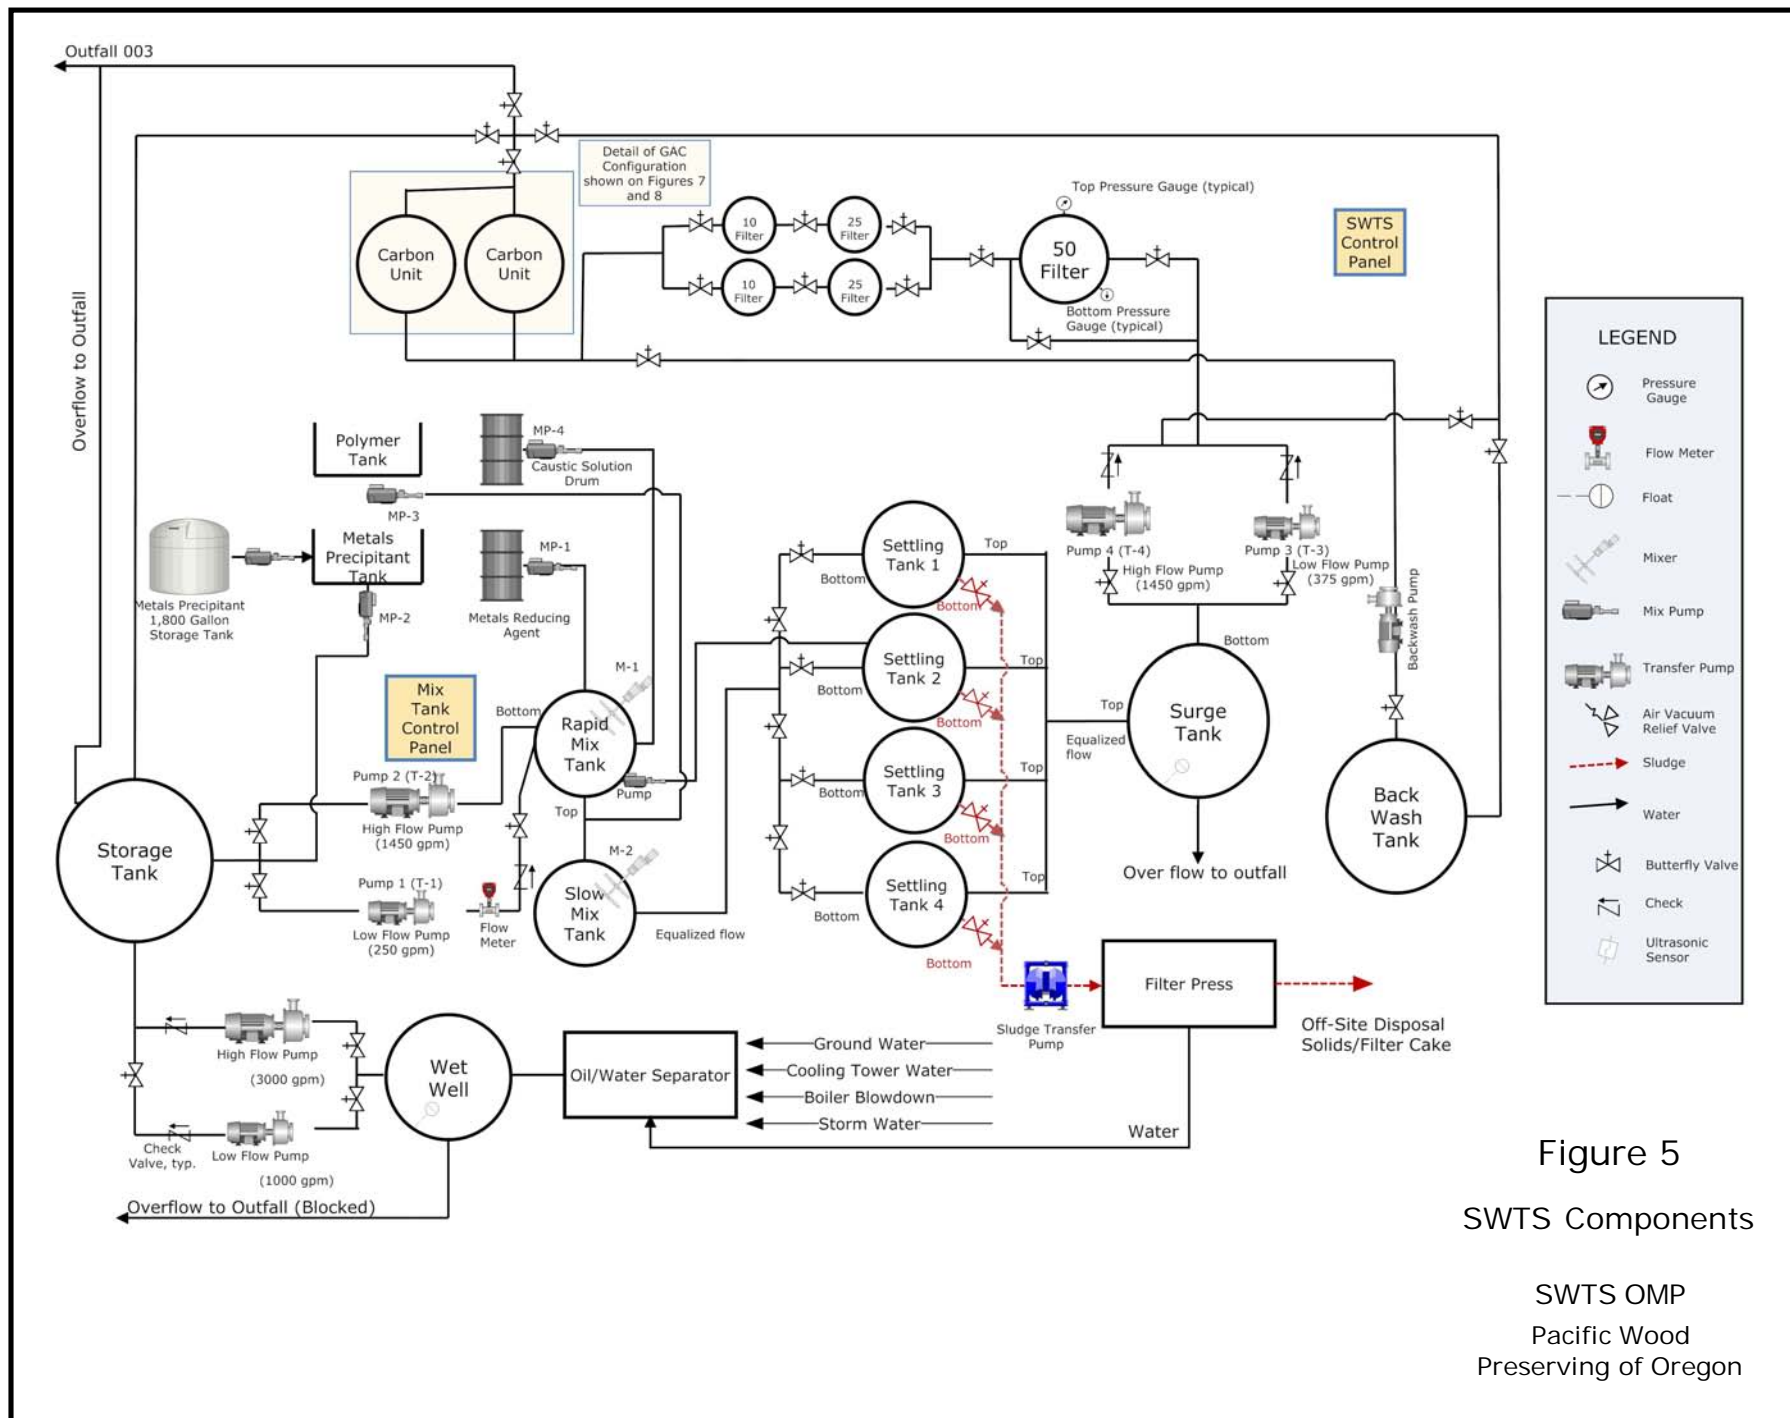 Outfall 003
Overflow to Outfall
Detail of GAC
Configuration
shown on Figures 7
and 8
Carbon
Unit
Carbon
Unit
10
Filter
25
Filter
10
Filter
25
Filter
Top Pressure Gauge (typical)
50
Filter
Bottom Pressure
Gauge (typical)
SWTS
Control
Panel
LEGEND
Pressure
Gauge
Flow Meter
Float
Mixer
Mix Pump
Transfer Pump
Air Vacuum
Relief Valve
Sludge
Water
Butterfly Valve
Check
Ultrasonic
Sensor
Polymer
Tank
MP-3
MP-4
Caustic Solution
Drum
Metals
Precipitant
Tank
MP-2
Metals Precipitant
1,800 Gallon
Storage Tank
MP-1
Metals Reducing
Agent
Mix
Tank
Control
Panel
M-1
Bottom
Rapid
Mix
Tank
Pump
Top
M-2
Slow
Mix
Tank
Equalized flow
Pump 2 (T-2)
High Flow Pump
(1450 gpm)
Pump 1 (T-1)
Low Flow Pump
(250 gpm)
Flow
Meter
Storage
Tank
Settling
Tank 1
Top
Bottom
Bottom
Settling
Tank 2
Top
Bottom
Bottom
Settling
Tank 3
Top
Bottom
Bottom
Settling
Tank 4
Top
Bottom
Bottom
Pump 4 (T-4)
High Flow Pump
(1450 gpm)
Pump 3 (T-3)
Low Flow Pump
(375 gpm)
Bottom
Top
Equalized
flow
Surge
Tank
Over flow to outfall
Backwash Pump
Back
Wash
Tank
Sludge Transfer
Pump
Filter Press
Off-Site Disposal
Solids/Filter Cake
Water
High Flow Pump
(3000 gpm)
Check
Valve, typ.
Low Flow Pump
(1000 gpm)
Wet
Well
Overflow to Outfall (Blocked)
Oil/Water Separator
Ground Water
Cooling Tower Water
Boiler Blowdown
Storm Water
Figure 5
SWTS Components
SWTS OMP
Pacific Wood
Preserving of Oregon